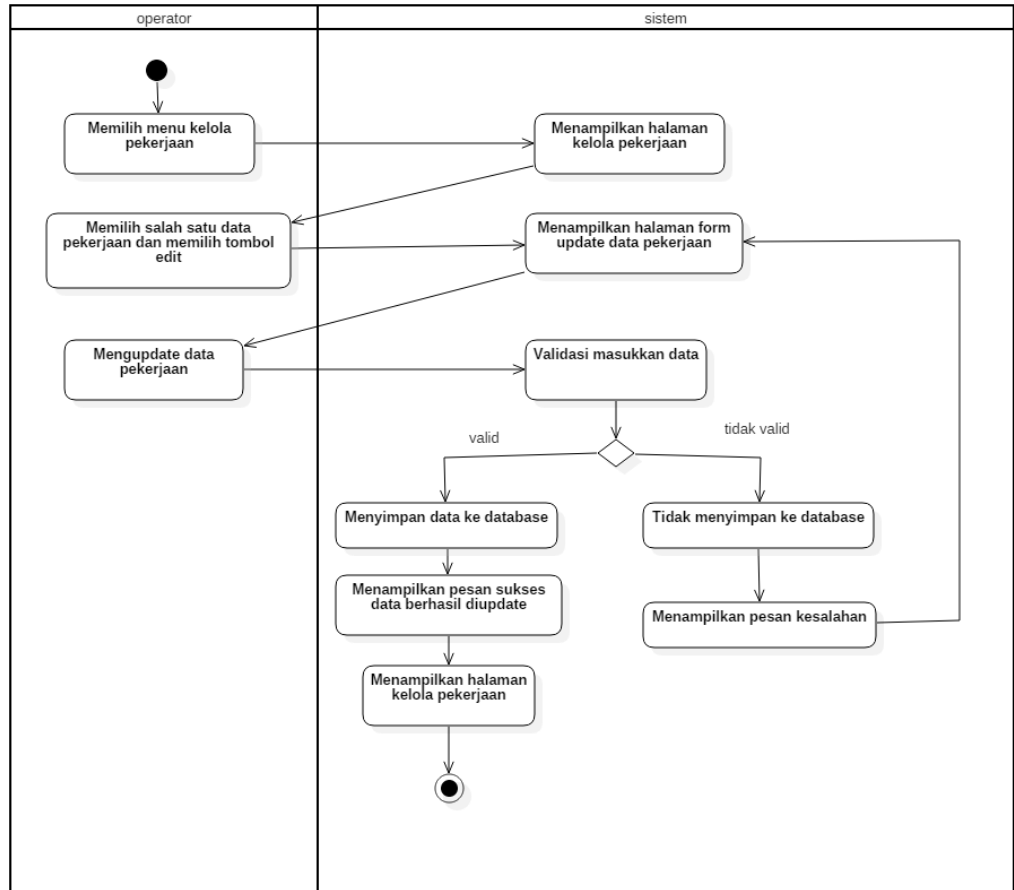 operator
sistem
Memilih menu kelola
pekerjaan
Menampilkan halaman
kelola pekerjaan
Memilih salah satu data
pekerjaan dan memilih tombol
edit
Menampilkan halaman form
update data pekerjaan
Mengupdate data
pekerjaan
Validasi masukkan data
valid
tidak valid
Menyimpan data ke database
Tidak menyimpan ke database
Menampilkan pesan sukses
data berhasil diupdate
Menampilkan pesan kesalahan
Menampilkan halaman
kelola pekerjaan